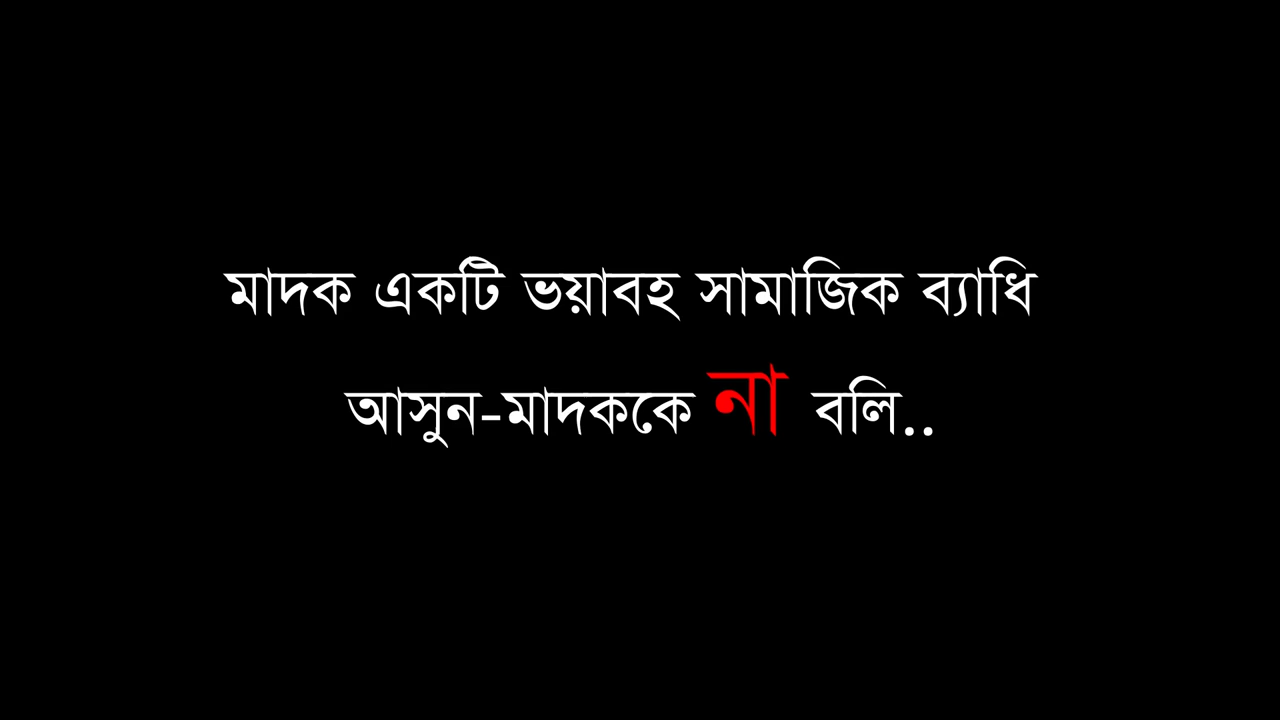 মাদক একটি ভয়াবহ সামাজিক ব্যাধি
আসুন-মাদককে না বলি..